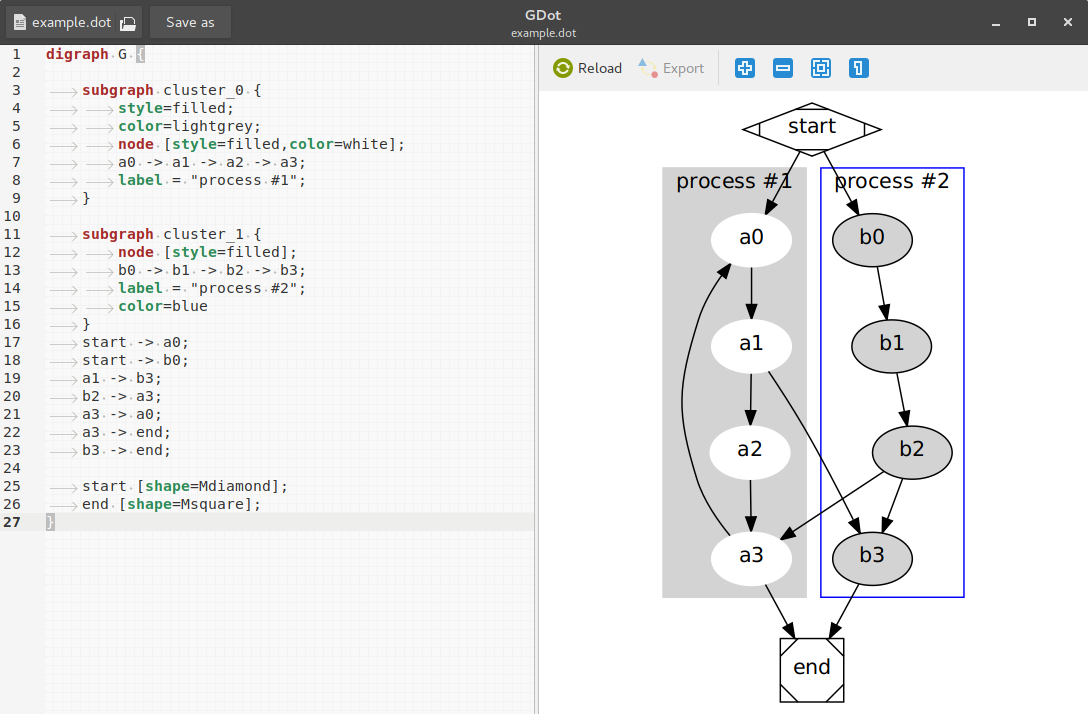 GDot
example.dot
example.dot
Save as
1 digraph G {
2
3 subgraph cluster_0 {
4 style=filled;
5 color=lightgrey;
6 node [style=filled,color=white];
7 a0 -> a1 -> a2 -> a3;
8 label = "process #1";
9 }
10
11 subgraph cluster_1 {
12 node [style=filled];
13 b0 -> b1 -> b2 -> b3;
14 label = "process #2";
15 color=blue
16 }
17 start -> a0;
18 start -> b0;
19 a1 -> b3;
20 b2 -> a3;
21 a3 -> a0;
22 a3 -> end;
23 b3 -> end;
24
25 start [shape=Mdiamond];
26 end [shape=Msquare];
27 }
Reload Export 1
start
process #1 process #2
a0 b0
a1 b1
a2 b2
a3 b3
end